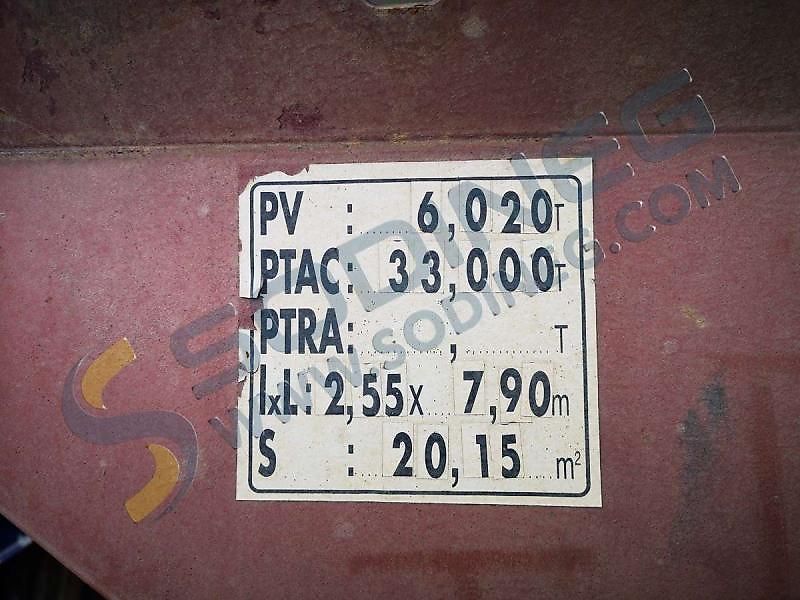 PV : 6,020 T
PTAC: 33,000 T
PTRA: , T
lxL: 2,55 x 7,90 m
S : 20,15 m²
SODINEG
WWW.SODINEG.COM